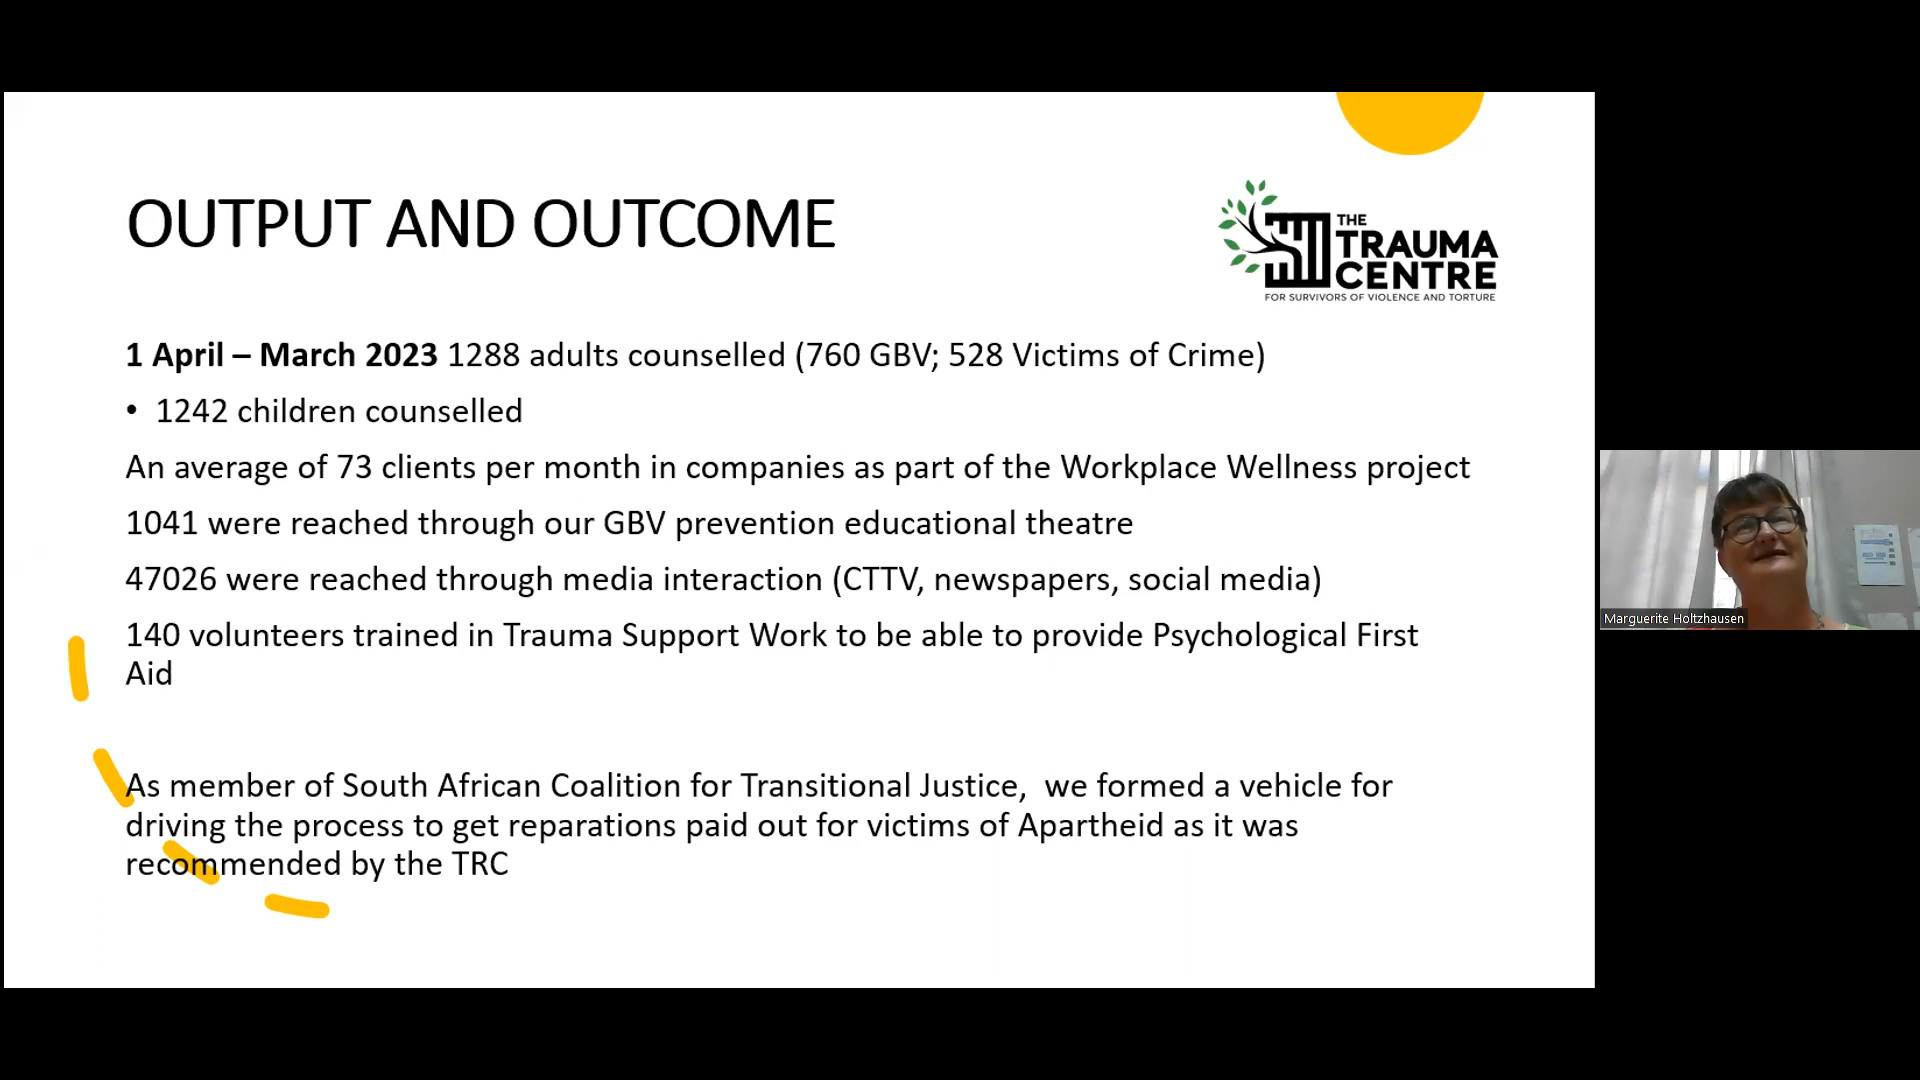 OUTPUT AND OUTCOME
THE
TRAUMA
CENTRE
FOR SURVIVORS OF VIOLENCE AND TORTURE
1 April – March 2023 1288 adults counselled (760 GBV; 528 Victims of Crime)
• 1242 children counselled
An average of 73 clients per month in companies as part of the Workplace Wellness project
1041 were reached through our GBV prevention educational theatre
47026 were reached through media interaction (CTTV, newspapers, social media)
140 volunteers trained in Trauma Support Work to be able to provide Psychological First
Aid
As member of South African Coalition for Transitional Justice,  we formed a vehicle for
driving the process to get reparations paid out for victims of Apartheid as it was
recommended by the TRC
Marguerite Holtzhausen